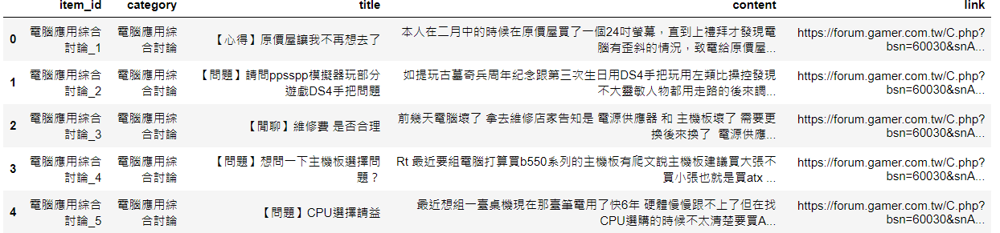 item_id category title content link
0 電腦應用綜合討論_1 電腦應用綜合討論 【心得】原價屋讓我不再想去了 本人在二月中的時候在原價屋買了一個24吋螢幕，直到上禮拜才發現電腦有歪斜的情況，致電給原價屋... https://forum.gamer.com.tw/C.php?bsn=60030&snA...
1 電腦應用綜合討論_2 電腦應用綜合討論 【問題】請問ppsspp模擬器玩部分遊戲DS4手把問題 如提玩古墓奇兵周年紀念跟第三次生日用DS4手把玩用左類比操控發現不大靈敏人物都用走路的後來調... https://forum.gamer.com.tw/C.php?bsn=60030&snA...
2 電腦應用綜合討論_3 電腦應用綜合討論 【閒聊】維修費 是否合理 前幾天電腦壞了 拿去維修店家告知是 電源供應器 和 主機板壞了 需要更換後來換了 電源供應... https://forum.gamer.com.tw/C.php?bsn=60030&snA...
3 電腦應用綜合討論_4 電腦應用綜合討論 【問題】想問一下主機板選擇問題？ Rt 最近要組電腦打算買b550系列的主機板有爬文說主機板建議買大張不買小張也就是買atx ... https://forum.gamer.com.tw/C.php?bsn=60030&snA...
4 電腦應用綜合討論_5 電腦應用綜合討論 【問題】CPU選擇請益 最近想組一臺桌機現在那臺筆電用了快6年 硬體慢慢跟不上了但在找CPU選購的時候不太清楚要買A... https://forum.gamer.com.tw/C.php?bsn=60030&snA...